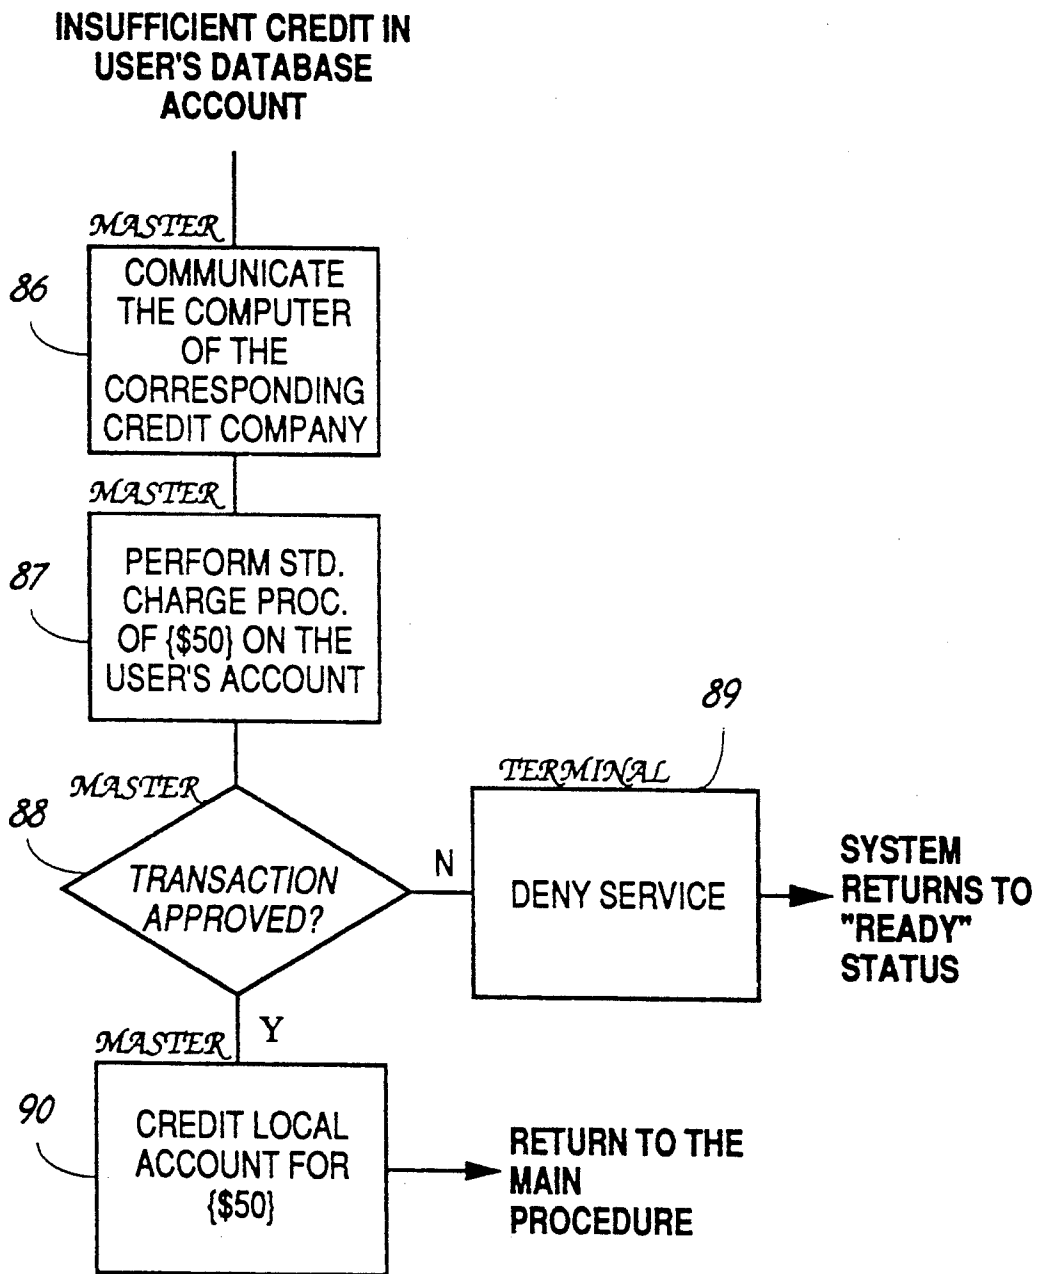 INSUFFICIENT CREDIT IN
USER'S DATABASE
ACCOUNT
MASTER
86
COMMUNICATE
THE COMPUTER
OF THE
CORRESPONDING
CREDIT COMPANY
MASTER
87
PERFORM STD.
CHARGE PROC.
OF {$50} ON THE
USER'S ACCOUNT
MASTER
88
TRANSACTION
APPROVED?
N
89
TERMINAL
DENY SERVICE
SYSTEM
RETURNS TO
"READY"
STATUS
Y
MASTER
90
CREDIT LOCAL
ACCOUNT FOR
{$50}
RETURN TO THE
MAIN
PROCEDURE